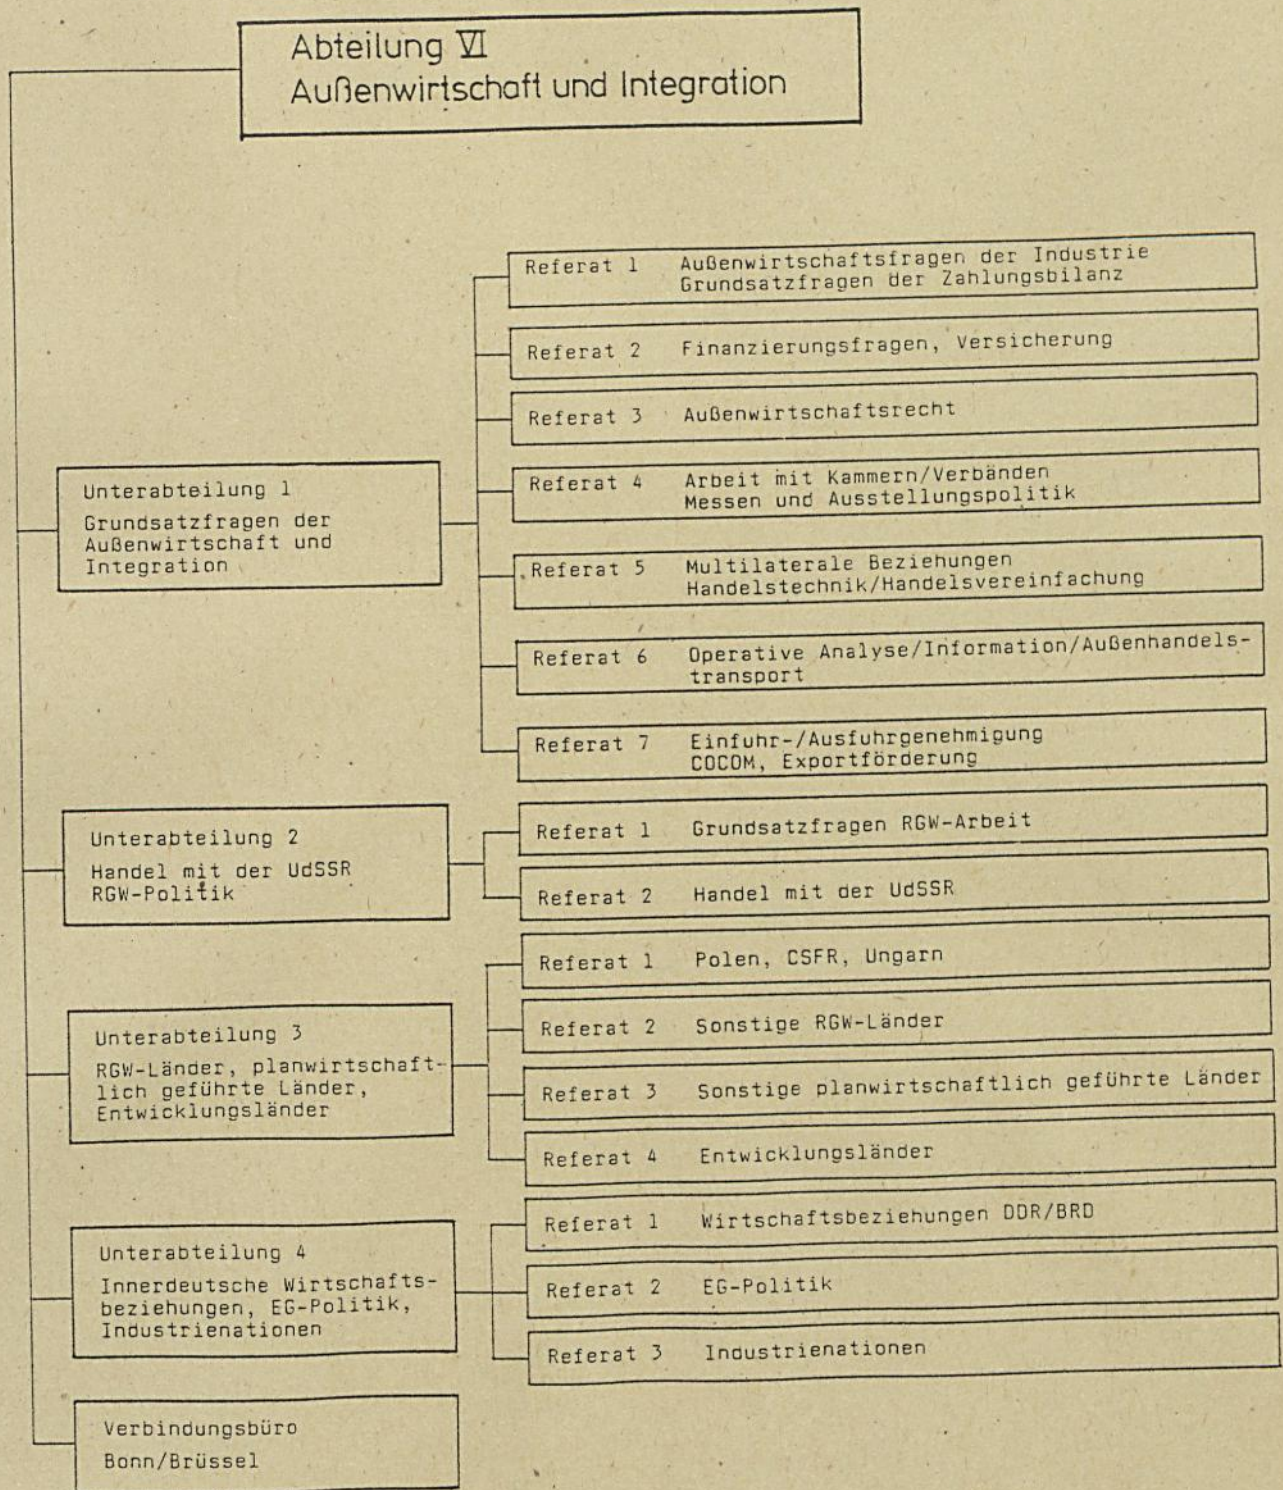 Abteilung VI
Außenwirtschaft und Integration
Unterabteilung 1
Grundsatzfragen der
Außenwirtschaft und
Integration
Referat 1 Außenwirtschaftsfragen der Industrie
Grundsatzfragen der Zahlungsbilanz
Referat 2 Finanzierungsfragen, Versicherung
Referat 3 Außenwirtschaftsrecht
Referat 4 Arbeit mit Kammern/Verbänden
Messen und Ausstellungspolitik
Referat 5 Multilaterale Beziehungen
Handelstechnik/Handelsvereinfachung
Referat 6 Operative Analyse/Information/Außenhandels-
transport
Referat 7 Einfuhr-/Ausfuhrgenehmigung
COCOM, Exportförderung
Unterabteilung 2
Handel mit der UdSSR
RGW-Politik
Referat 1 Grundsatzfragen RGW-Arbeit
Referat 2 Handel mit der UdSSR
Unterabteilung 3
RGW-Länder, planwirtschaft-
lich geführte Länder,
Entwicklungsländer
Referat 1 Polen, CSFR, Ungarn
Referat 2 Sonstige RGW-Länder
Referat 3 Sonstige planwirtschaftlich geführte Länder
Referat 4 Entwicklungsländer
Unterabteilung 4
Innerdeutsche Wirtschafts-
beziehungen, EG-Politik,
Industrienationen
Referat 1 Wirtschaftsbeziehungen DDR/BRD
Referat 2 EG-Politik
Referat 3 Industrienationen
Verbindungsbüro
Bonn/Brüssel